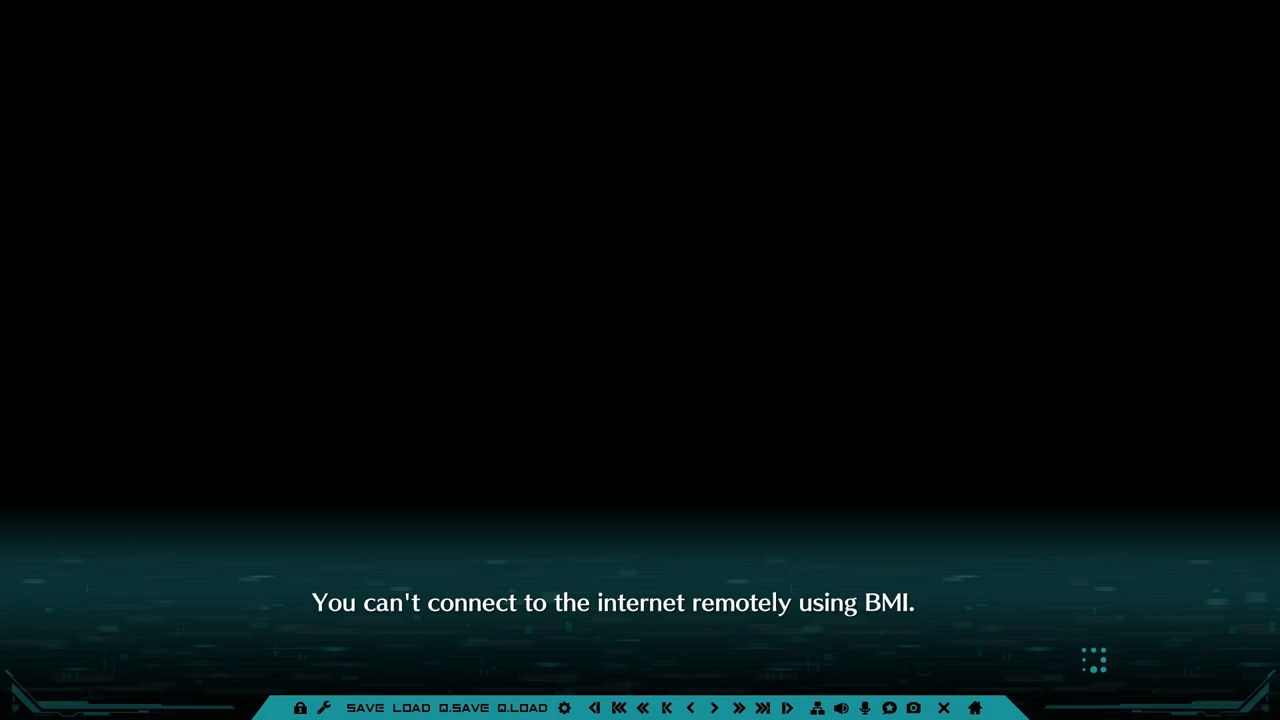 You can't connect to the internet remotely using BMI.
SAVE LOAD Q.SAVE Q.LOAD